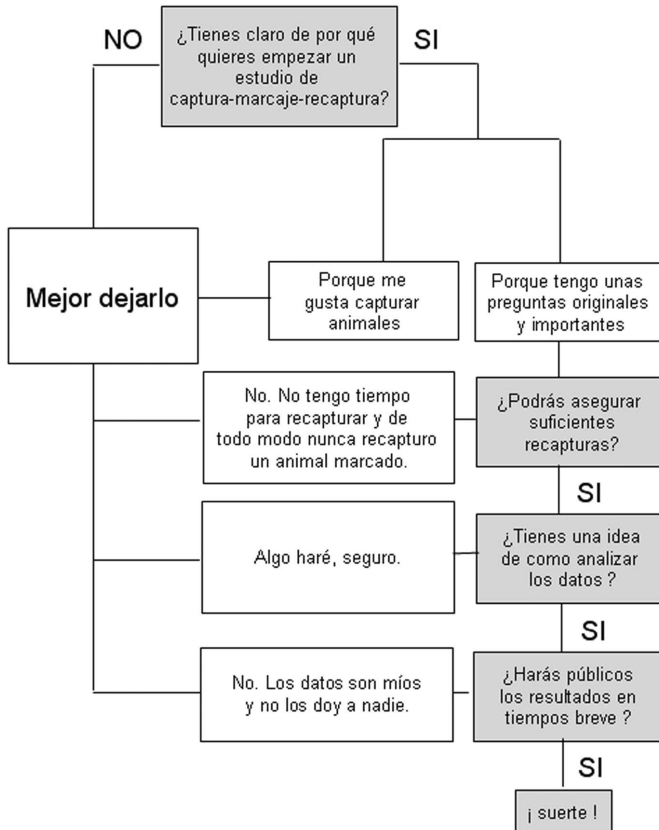 NO
¿Tienes claro de por qué
quieres empezar un
estudio de
captura-marcaje-recaptura?
SI
Mejor dejarlo
Porque me
gusta capturar
animales
Porque tengo unas
preguntas originales
y importantes
No. No tengo tiempo
para recapturar y de
todo modo nunca recapturo
un animal marcado.
¿Podrás asegurar
suficientes
recapturas?
SI
Algo haré, seguro.
¿Tienes una idea
de como analizar
los datos ?
SI
No. Los datos son míos
y no los doy a nadie.
¿Harás públicos
los resultados en
tiempos breve ?
SI
¡ suerte !